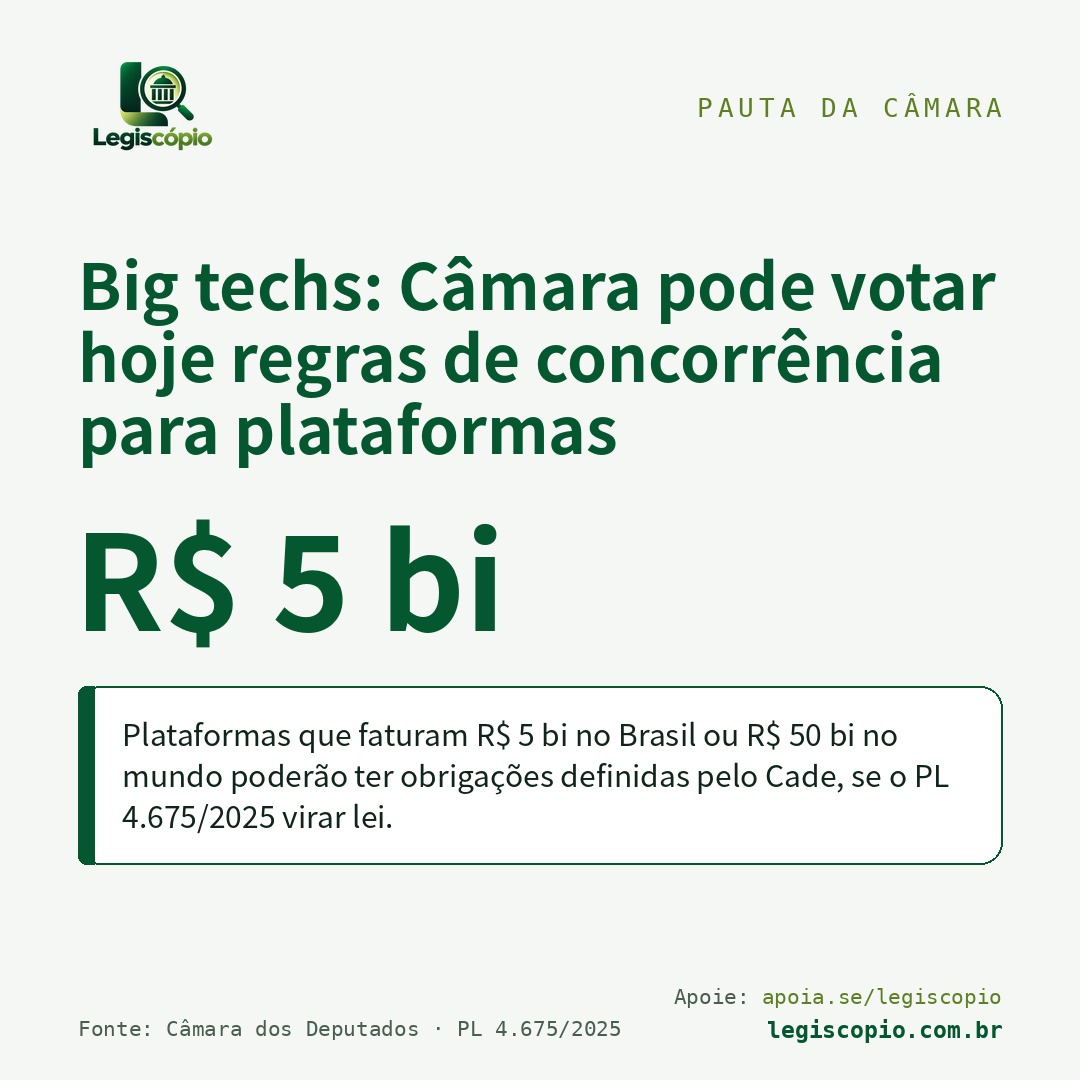 Legiscópio
PAUTA DA CÂMARA
Big techs: Câmara pode votar
hoje regras de concorrência
para plataformas
R$ 5 bi
Plataformas que faturam R$ 5 bi no Brasil ou R$ 50 bi no
mundo poderão ter obrigações definidas pelo Cade, se o PL
4.675/2025 virar lei.
Apoie: apoia.se/legiscopio
Fonte: Câmara dos Deputados · PL 4.675/2025
legiscopio.com.br